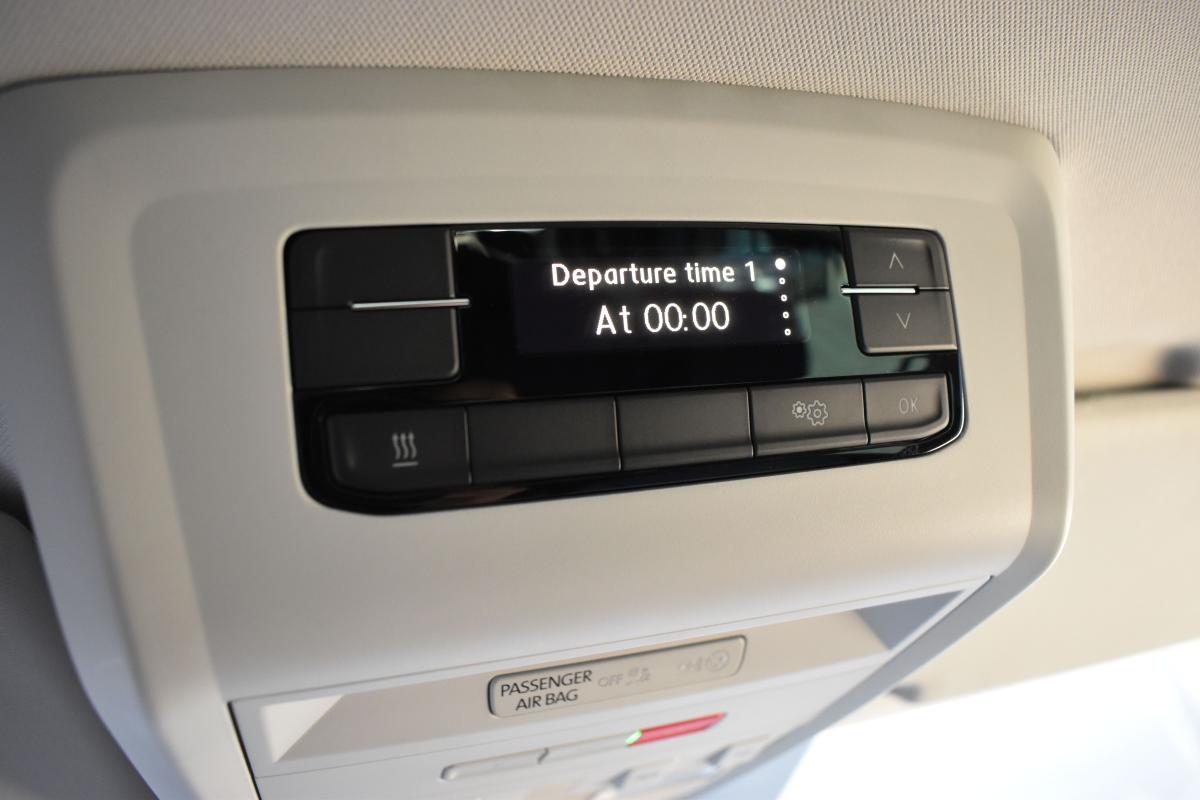 Departure time 1
At 00:00
OK
PASSENGER
AIR BAG
OFF